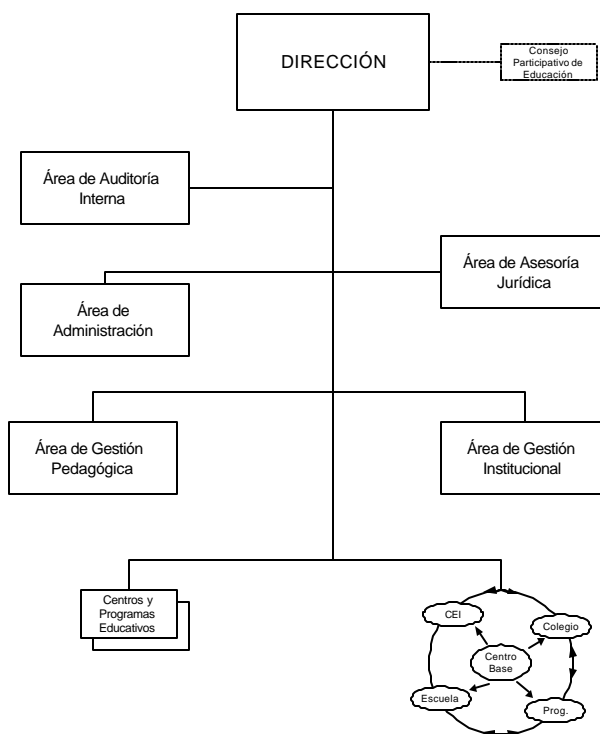 DIRECCIÓN
Consejo
Participativo de
Educación
Área de Auditoría
Interna
Área de Asesoría
Jurídica
Área de
Administración
Área de Gestión
Pedagógica
Área de Gestión
Institucional
Centros y
Programas
Educativos
CEI
Colegio
Centro
Base
Escuela
Prog.